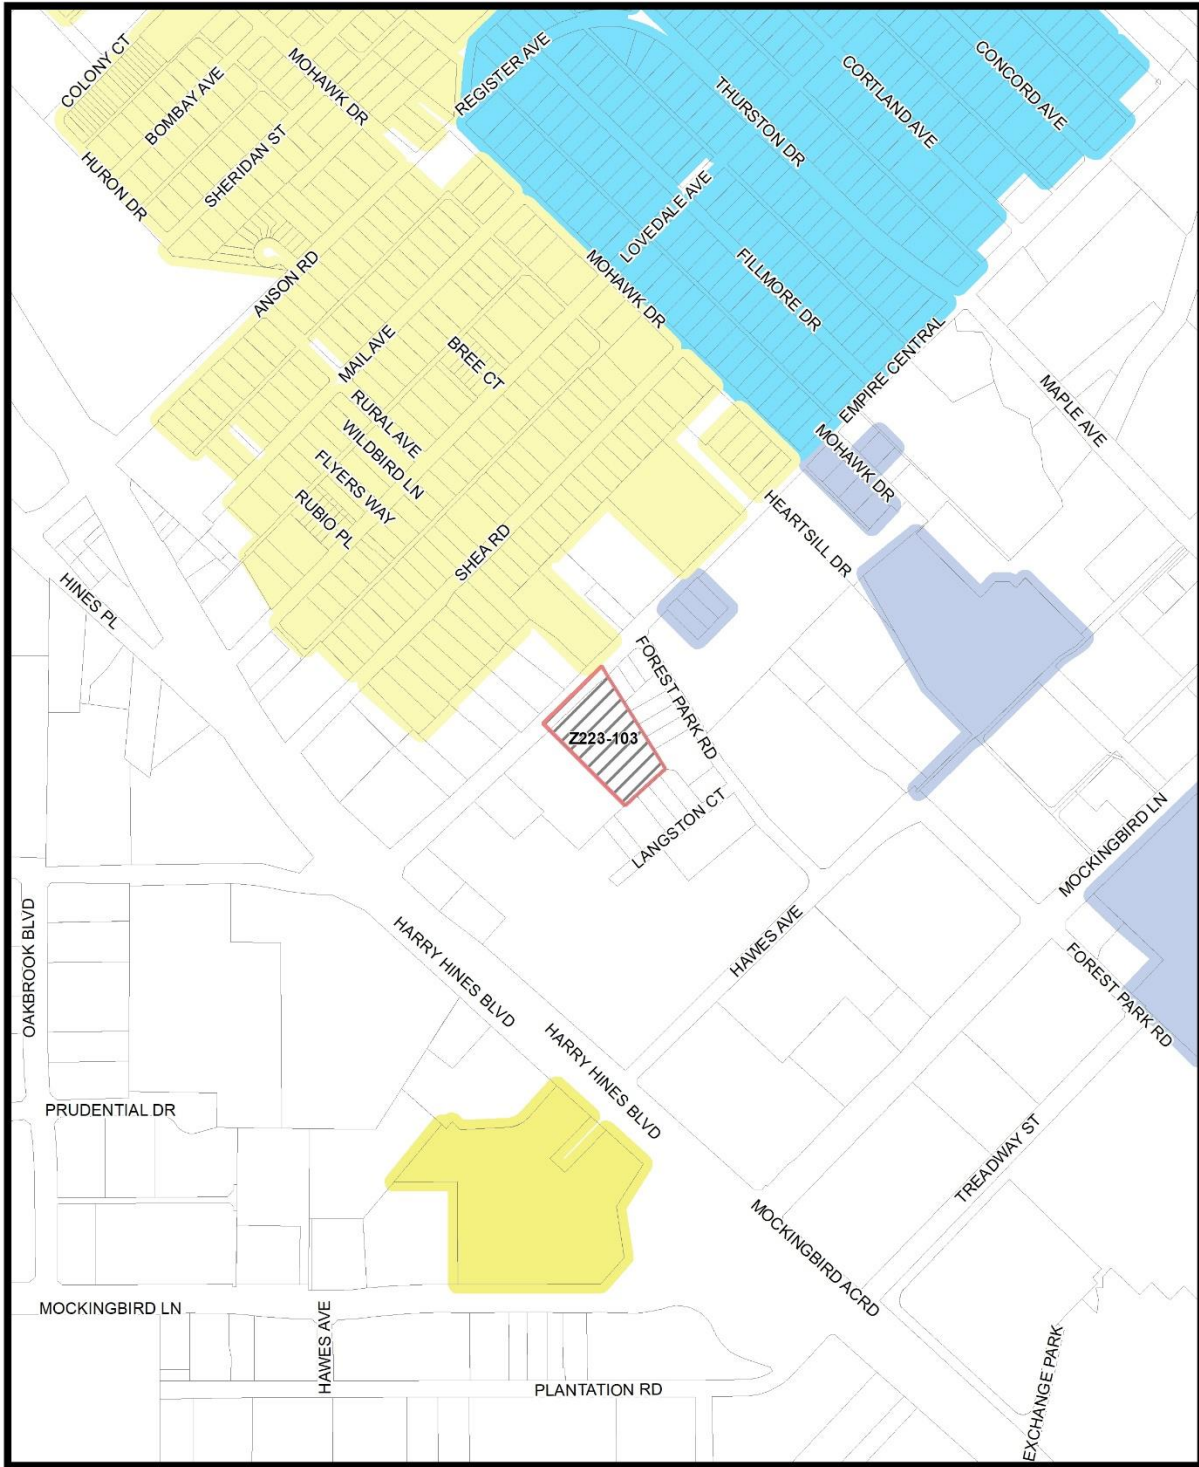 COLONY CT
BOMBAY AVE
MOHAWK DR
REGISTER AVE
THURSTON DR
CORTLAND AVE
CONCORD AVE
HURON DR
SHERIDAN ST
LOVEDALE AVE
ANSON RD
MOHAWK DR
FILLMORE DR
MAIL AVE
BREE CT
EMPIRE CENTRAL
MAPLE AVE
RURAL AVE
WILDBIRD LN
FLYERS WAY
RUBIO PL
MOHAWK DR
SHEA RD
HEARTSILL DR
HINES PL
FOREST PARK RD
Z223-103
LANGSTON CT
MOCKINGBIRD LN
OAKBROOK BLVD
HARRY HINES BLVD
HAWES AVE
FOREST PARK RD
HARRY HINES BLVD
PRUDENTIAL DR
TREADWAY ST
MOCKINGBIRD ACRD
MOCKINGBIRD LN
HAWES AVE
PLANTATION RD
EXCHANGE PARK